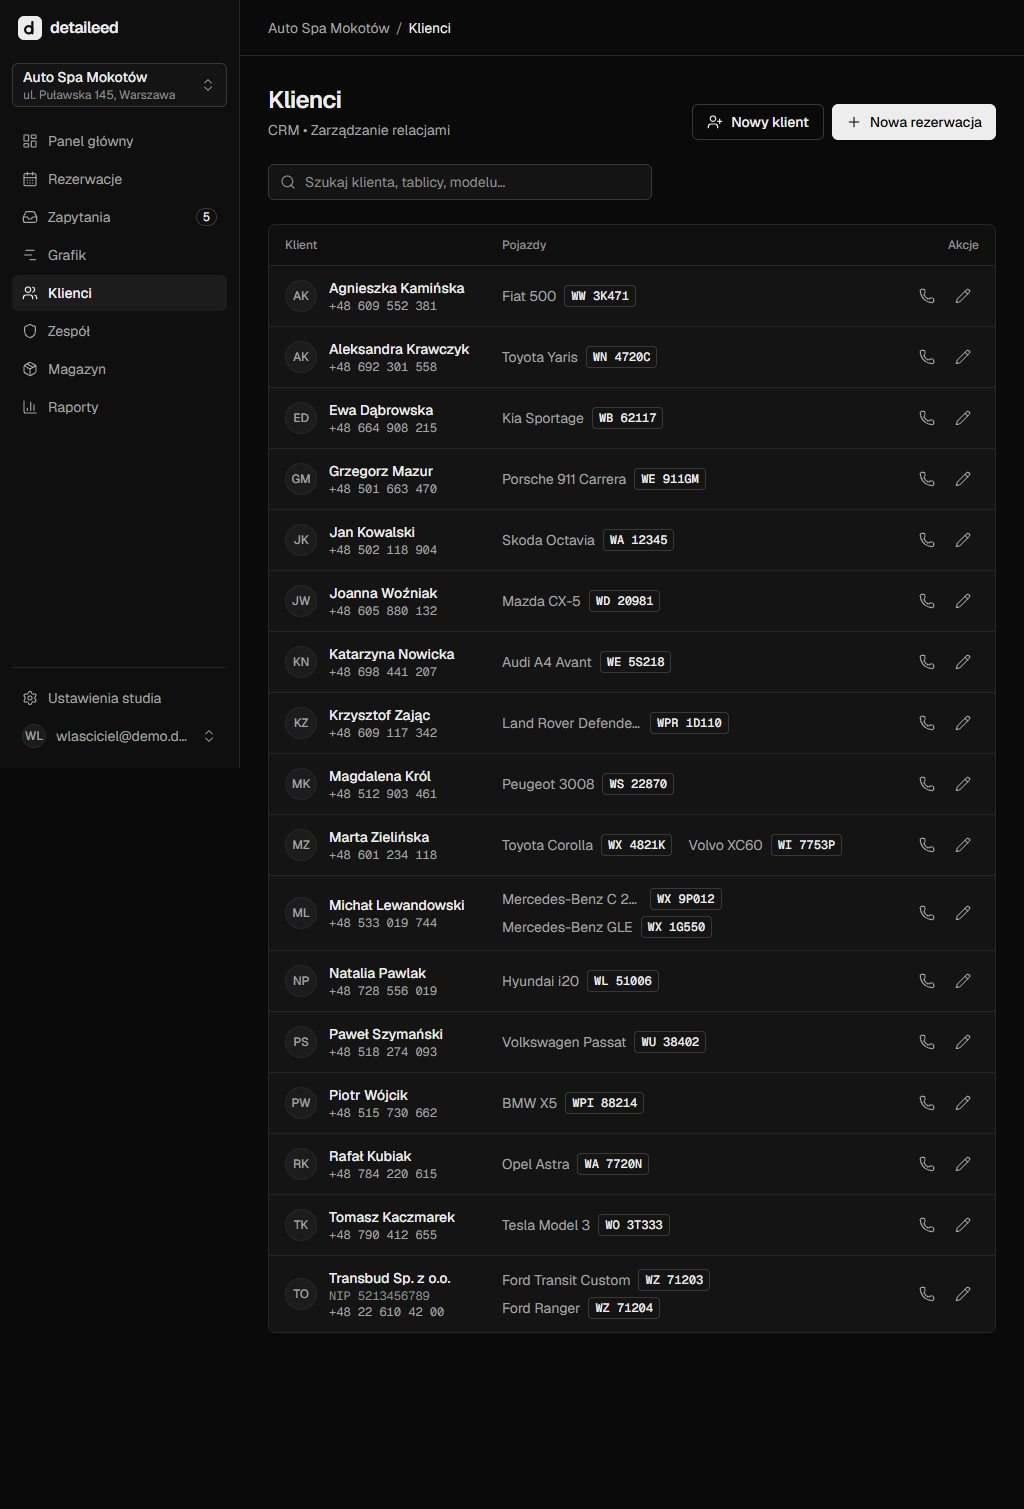 detaileed
Auto Spa Mokotów
ul. Puławska 145, Warszawa
Panel główny
Rezerwacje
Zapytania 5
Grafik
Klienci
Zespół
Magazyn
Raporty
Ustawienia studia
WL wlasciciel@demo.d...
Auto Spa Mokotów / Klienci
Klienci
CRM • Zarządzanie relacjami
Nowy klient
Nowa rezerwacja
Szukaj klienta, tablicy, modelu...
Klient Pojazdy Akcje
AK Agnieszka Kamińska
+48 609 552 381
Fiat 500 WW 3K471
AK Aleksandra Krawczyk
+48 692 301 558
Toyota Yaris WN 4720C
ED Ewa Dąbrowska
+48 664 908 215
Kia Sportage WB 62117
GM Grzegorz Mazur
+48 501 663 470
Porsche 911 Carrera WE 911GM
JK Jan Kowalski
+48 502 118 904
Skoda Octavia WA 12345
JW Joanna Woźniak
+48 605 880 132
Mazda CX-5 WD 20981
KN Katarzyna Nowicka
+48 698 441 207
Audi A4 Avant WE 5S218
KZ Krzysztof Zając
+48 609 117 342
Land Rover Defende... WPR 1D110
MK Magdalena Król
+48 512 903 461
Peugeot 3008 WS 22870
MZ Marta Zielińska
+48 601 234 118
Toyota Corolla WX 4821K Volvo XC60 WI 7753P
ML Michał Lewandowski
+48 533 019 744
Mercedes-Benz C 2... WX 9P012
Mercedes-Benz GLE WX 1G550
NP Natalia Pawlak
+48 728 556 019
Hyundai i20 WL 51006
PS Paweł Szymański
+48 518 274 093
Volkswagen Passat WU 38402
PW Piotr Wójcik
+48 515 730 662
BMW X5 WPI 88214
RK Rafał Kubiak
+48 784 220 615
Opel Astra WA 7720N
TK Tomasz Kaczmarek
+48 790 412 655
Tesla Model 3 WO 3T333
TO Transbud Sp. z o.o.
NIP 5213456789
+48 22 610 42 00
Ford Transit Custom WZ 71203
Ford Ranger WZ 71204